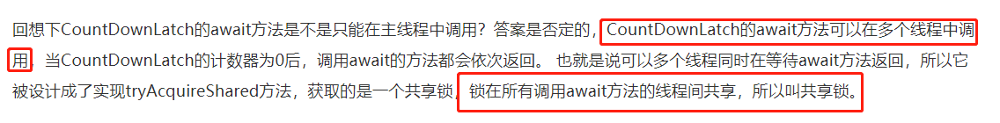 回想下CountDownLatch的await方法是不是只能在主线程中调用？答案是否定的，CountDownLatch的await方法可以在多个线程中调
用，当CountDownLatch的计数器为0后，调用await的方法都会依次返回。 也就是说可以多个线程同时在等待await方法返回，所以它
被设计成了实现tryAcquireShared方法，获取的是一个共享锁，锁在所有调用await方法的线程间共享，所以叫共享锁。